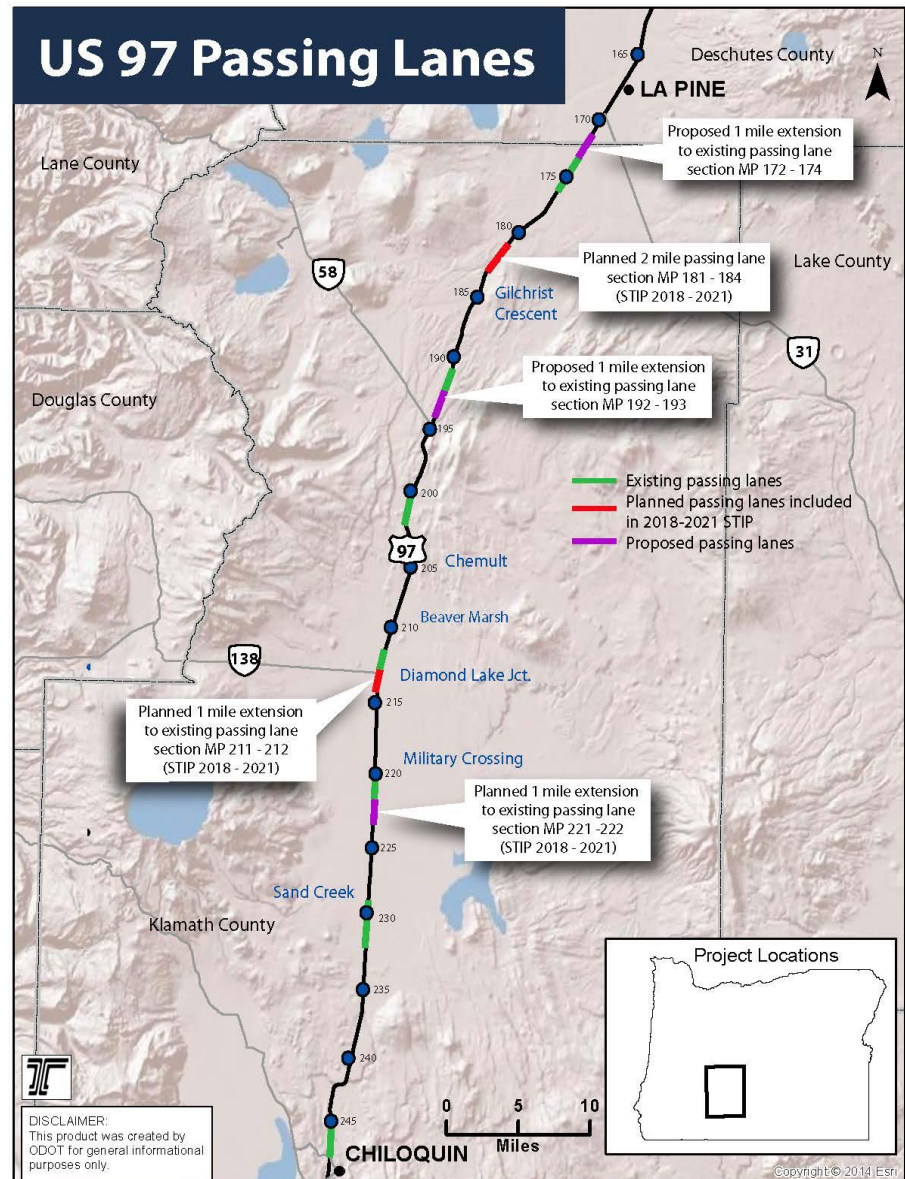 US 97 Passing Lanes
Deschutes County
N
165
LA PINE
170
Proposed 1 mile extension
to existing passing lane
section MP 172 - 174
Lane County
175
180
Planned 2 mile passing lane
section MP 181 - 184
(STIP 2018 - 2021)
Lake County
58
185
Gilchrist
Crescent
31
190
Proposed 1 mile extension
to existing passing lane
section MP 192 - 193
Douglas County
195
Existing passing lanes
Planned passing lanes included
in 2018-2021 STIP
Proposed passing lanes
200
97
Chemult
205
Beaver Marsh
210
138
Diamond Lake Jct.
215
Planned 1 mile extension
to existing passing lane
section MP 211 - 212
(STIP 2018 - 2021)
Military Crossing
220
Planned 1 mile extension
to existing passing lane
section MP 221 -222
(STIP 2018 - 2021)
225
Sand Creek
230
Klamath County
235
240
245
CHILOQUIN
0 5 10
Miles
Project Locations
DISCLAIMER:
This product was created by
ODOT for general informational
purposes only.
Copyright:© 2014 Esri